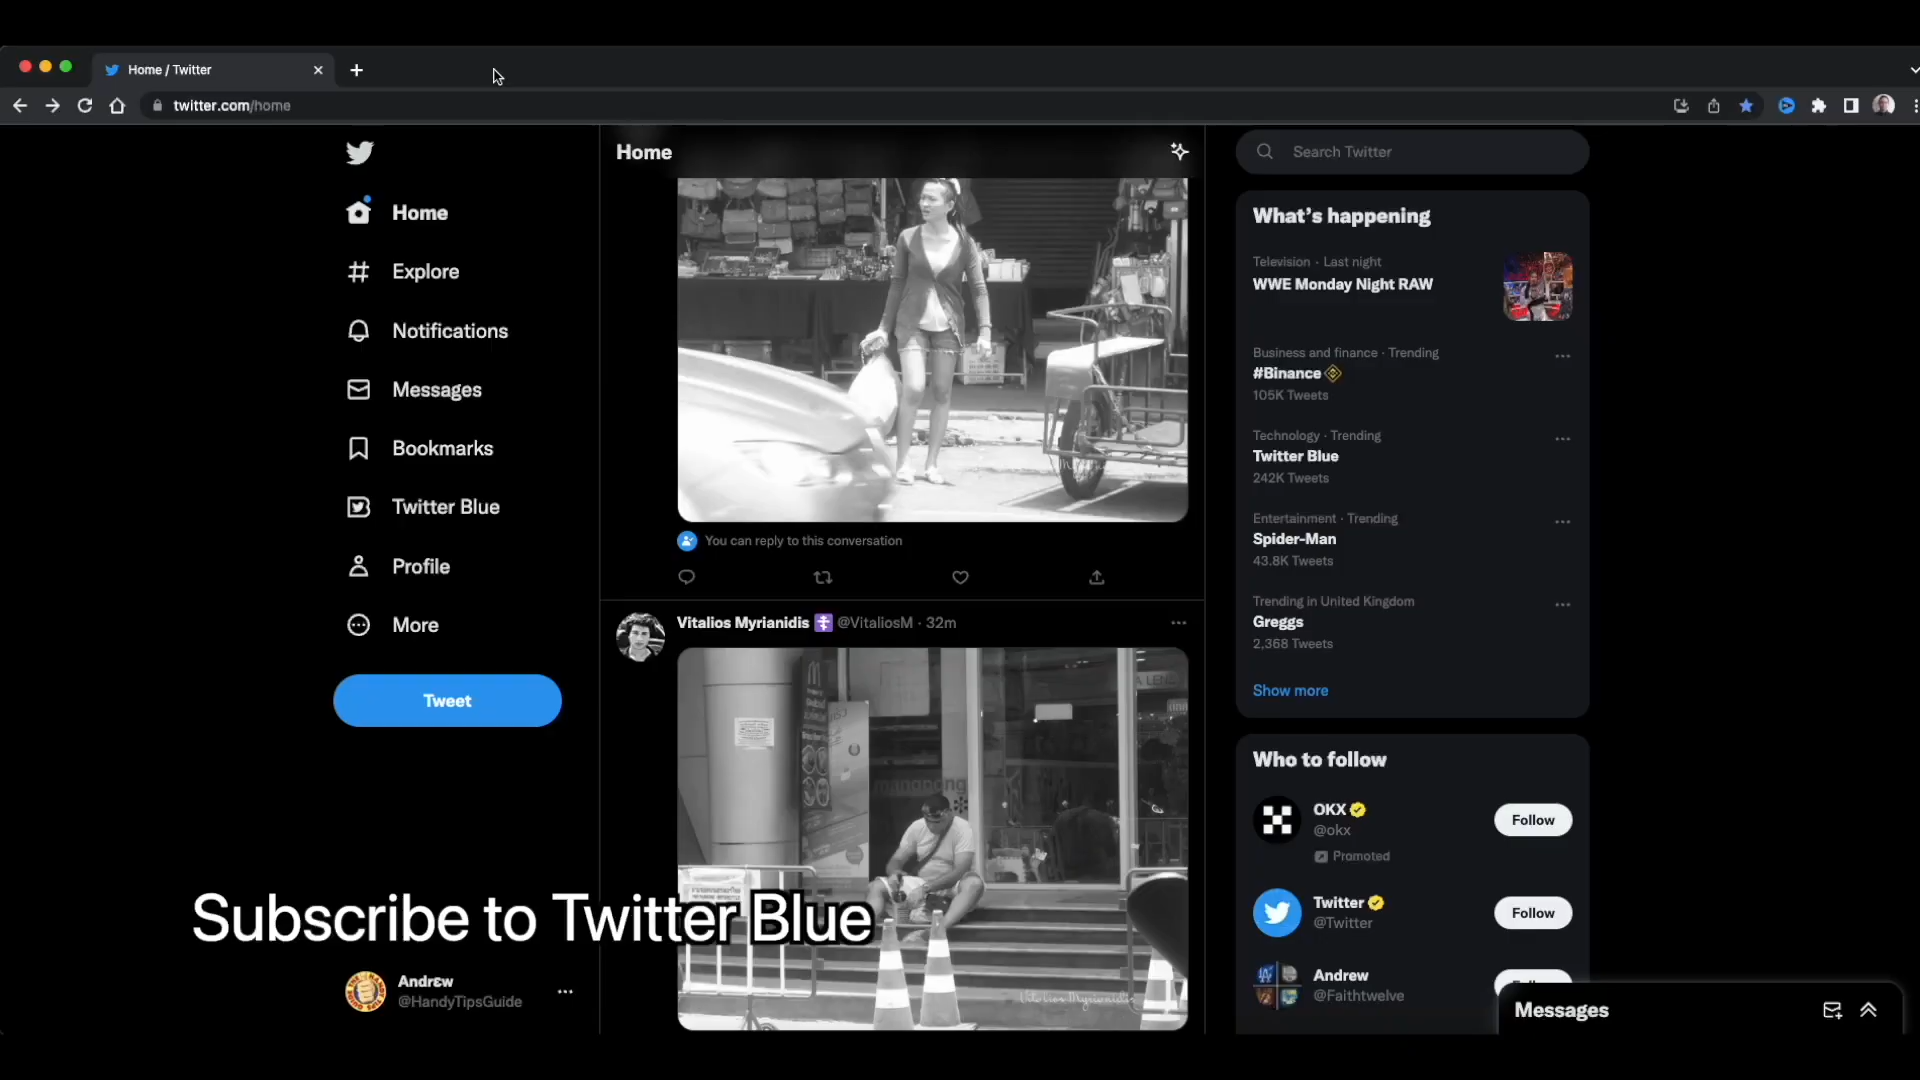 Home / Twitter
twitter.com/home
Home
Explore
Notifications
Messages
Bookmarks
Twitter Blue
Profile
More
Tweet
Andrɛw
@HandyTipsGuide
Home
You can reply to this conversation
Vitalios Myrianidis @VitaliosM · 32m
Vitalios Myrianidis
Subscribe to Twitter Blue
Search Twitter
What's happening
Television · Last night
WWE Monday Night RAW
Business and finance · Trending
#Binance
105K Tweets
Technology · Trending
Twitter Blue
242K Tweets
Entertainment · Trending
Spider-Man
43.8K Tweets
Trending in United Kingdom
Greggs
2,368 Tweets
Show more
Who to follow
OKX
@okx
Follow
Promoted
Twitter
@Twitter
Follow
Andrew
@Faithtwelve
Messages